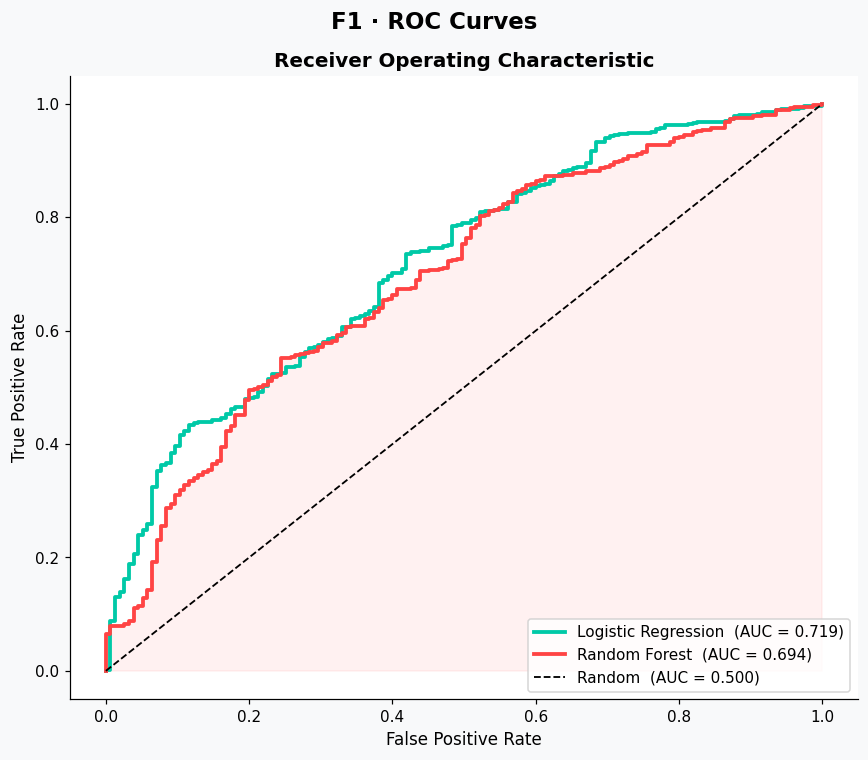 F1 · ROC Curves
Receiver Operating Characteristic
True Positive Rate
1.0
0.8
0.6
0.4
0.2
0.0
0.0 0.2 0.4 0.6 0.8 1.0
False Positive Rate
Logistic Regression (AUC = 0.719)
Random Forest (AUC = 0.694)
Random (AUC = 0.500)